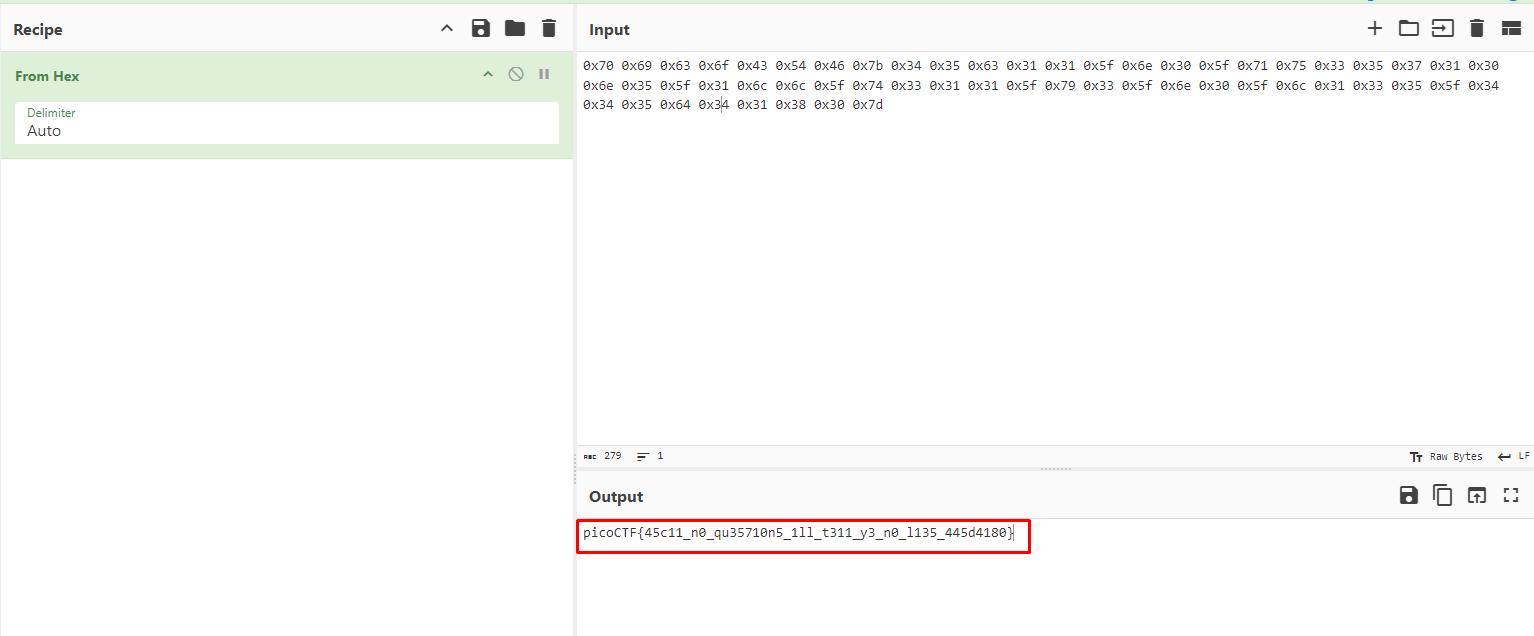 Recipe
Input
From Hex
Delimiter
Auto
0x70 0x69 0x63 0x6f 0x43 0x54 0x46 0x7b 0x34 0x35 0x63 0x31 0x31 0x5f 0x6e 0x30 0x5f 0x71 0x75 0x33 0x35 0x37 0x31 0x30
0x6e 0x35 0x5f 0x31 0x6c 0x6c 0x5f 0x74 0x33 0x31 0x31 0x5f 0x79 0x33 0x5f 0x6e 0x30 0x5f 0x6c 0x31 0x33 0x35 0x5f 0x34
0x34 0x35 0x64 0x34 0x31 0x38 0x30 0x7d
ABC 279 1 Tт Raw Bytes LF
Output
picoCTF{45c11_n0_qu35710n5_1ll_t311_y3_n0_l135_445d4180}